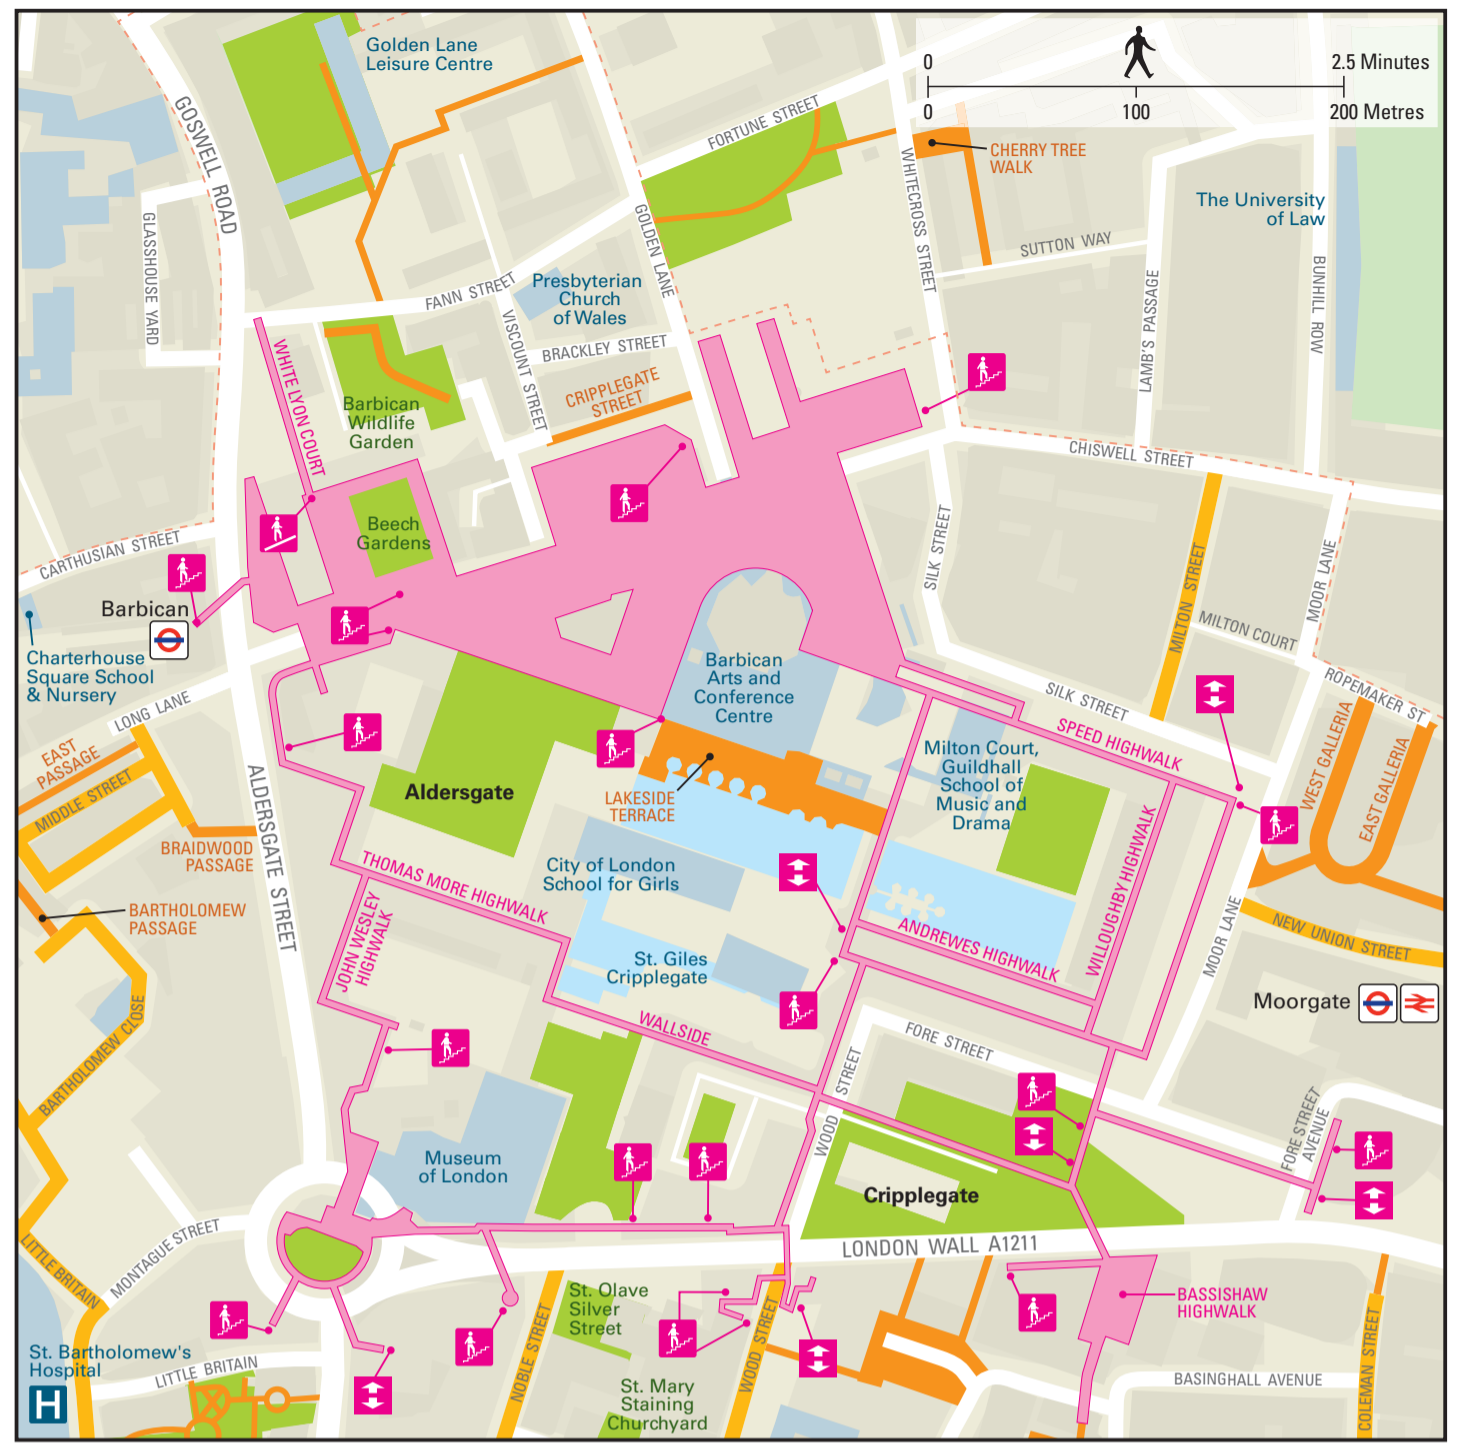 Golden Lane
Leisure Centre
0
2.5 Minutes
0
100
200 Metres
GOSWELL ROAD
FORTUNE STREET
CHERRY TREE
WALK
WHITECROSS STREET
The University
of Law
GLASSHOUSE YARD
GOLDEN LANE
SUTTON WAY
FANN STREET
Presbyterian
Church
of Wales
LAMB'S PASSAGE
BUNHILL ROW
VISCOUNT STREET
BRACKLEY STREET
WHITE LYON COURT
CRIPPLEGATE
STREET
Barbican
Wildlife
Garden
CHISWELL STREET
Beech
Gardens
CARTHUSIAN STREET
SILK STREET
MILTON STREET
MOOR LANE
Barbican
MILTON COURT
Charterhouse
Square School
& Nursery
Barbican
Arts and
Conference
Centre
SILK STREET
ROPEMAKER ST
LONG LANE
SPEED HIGHWALK
WEST GALLERIA
EAST GALLERIA
EAST
PASSAGE
MIDDLE STREET
Milton Court,
Guildhall
School of
Music and
Drama
Aldersgate
LAKESIDE
TERRACE
ALDERSGATE STREET
BRAIDWOOD
PASSAGE
THOMAS MORE HIGHWALK
City of London
School for Girls
WILLOUGHBY HIGHWALK
BARTHOLOMEW
PASSAGE
JOHN WESLEY
HIGHWALK
ANDREWES HIGHWALK
MOOR LANE
NEW UNION STREET
St. Giles
Cripplegate
Moorgate
WALLSIDE
FORE STREET
BARTHOLOMEW CLOSE
WOOD STREET
FORE STREET
AVENUE
Museum
of London
Cripplegate
MONTAGUE STREET
LITTLE BRITAIN
LONDON WALL A1211
St. Olave
Silver
Street
BASSISHAW
HIGHWALK
NOBLE STREET
WOOD STREET
COLEMAN STREET
St. Bartholomew's
Hospital
H
LITTLE BRITAIN
BASINGHALL AVENUE
St. Mary
Staining
Churchyard